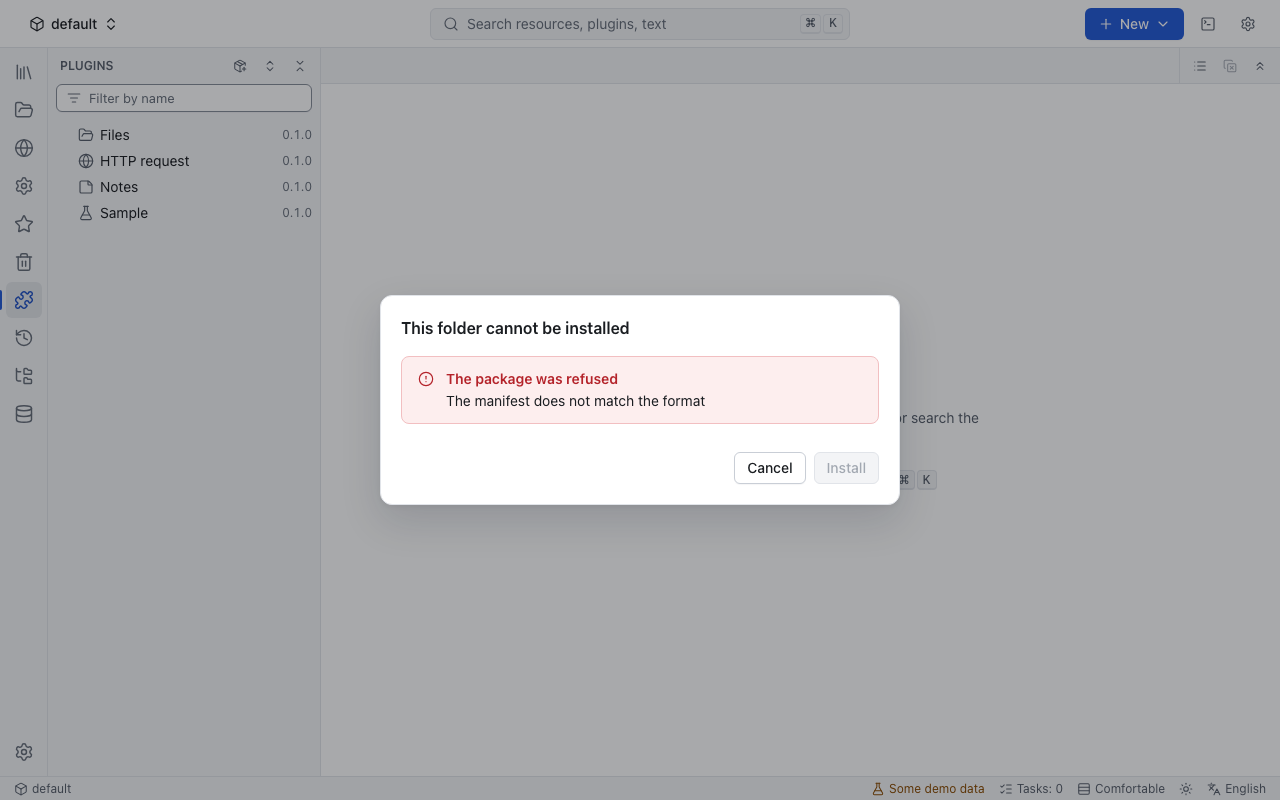 default
Search resources, plugins, text
⌘ K
New
PLUGINS
Filter by name
Files 0.1.0
HTTP request 0.1.0
Notes 0.1.0
Sample 0.1.0
This folder cannot be installed
The package was refused
The manifest does not match the format
or search the
Cancel
Install
⌘ K
default
Some demo data
Tasks: 0
Comfortable
English